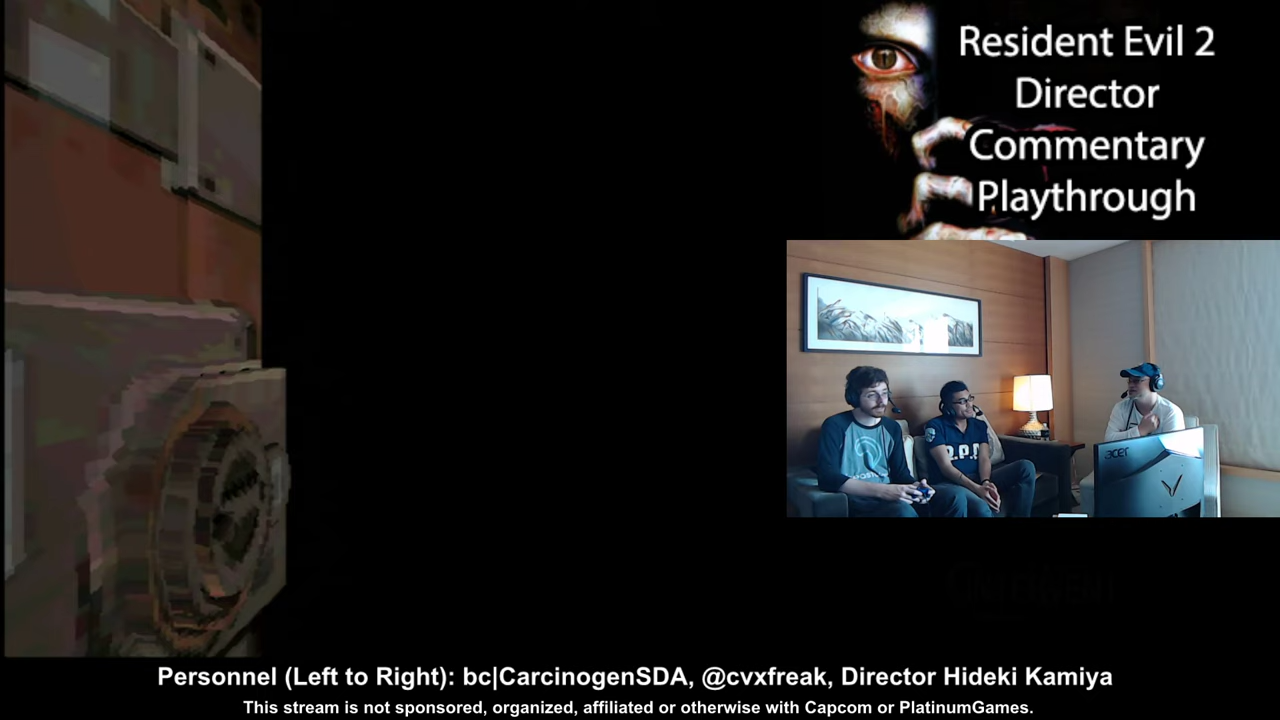 Resident Evil 2
Director
Commentary
Playthrough
R.P.D
acer
Personnel (Left to Right): bc|CarcinogenSDA, @cvxfreak, Director Hideki Kamiya
This stream is not sponsored, organized, affiliated or otherwise with Capcom or PlatinumGames.